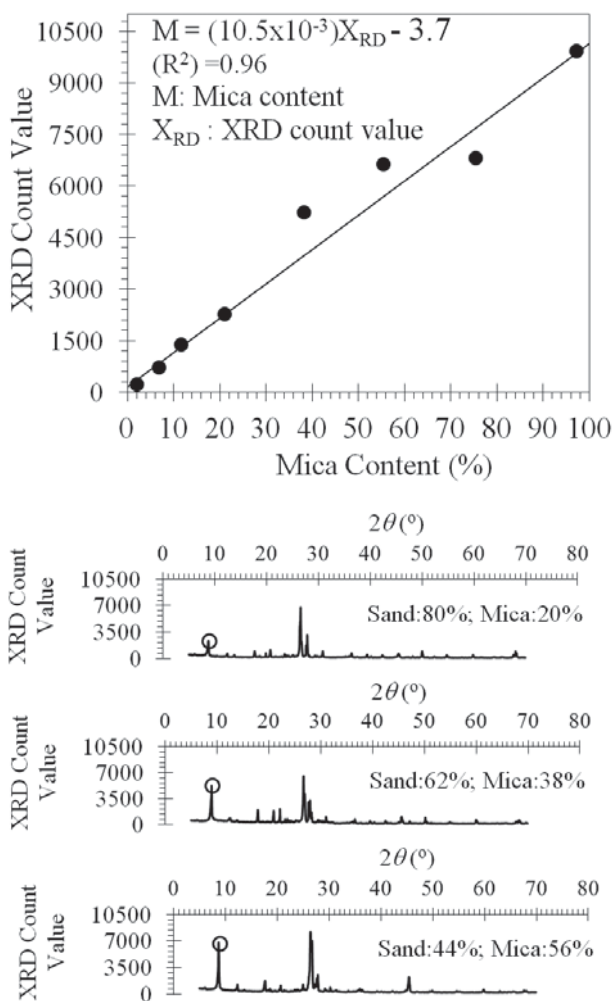 M = (10.5x10⁻³)X_RD - 3.7
(R²) =0.96
M: Mica content
X_RD : XRD count value
10500
9000
7500
6000
4500
3000
1500
0
XRD Count Value
0 10 20 30 40 50 60 70 80 90 100
Mica Content (%)
2θ(º)
0 10 20 30 40 50 60 70 80
XRD Count
Value
10500
7000
3500
0
Sand:80%; Mica:20%
2θ(º)
0 10 20 30 40 50 60 70 80
XRD Count
Value
10500
7000
3500
0
Sand:62%; Mica:38%
2θ(º)
0 10 20 30 40 50 60 70 80
XRD Count
Value
10500
7000
3500
0
Sand:44%; Mica:56%